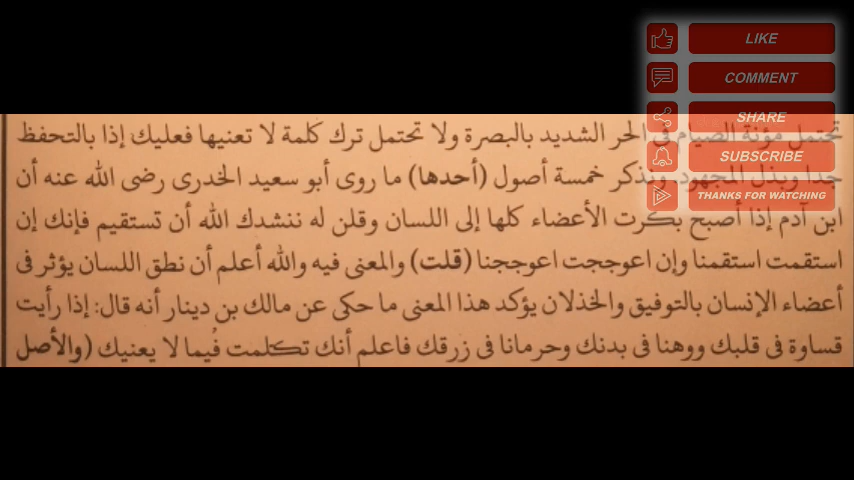 LIKE
COMMENT
SHARE
SUBSCRIBE
THANKS FOR WATCHING
تحتمل مؤنة الصيام فى الحر الشديد بالبصرة ولا تحتمل ترك كلمة لا تعنيها فعليك إذا بالتحفظ
جدا وبذل المجهود ونذكر خمسة أصول (أحدها) ما روى أبو سعيد الخدرى رضى الله عنه أن
ابن آدم إذا أصبح بكرت الأعضاء كلها إلى اللسان وقلن له ننشدك الله أن تستقيم فإنك إن
استقمت استقمنا وإن اعوججت اعوججنا (قلت) والمعنى فيه والله أعلم أن نطق اللسان يؤثر فى
أعضاء الإنسان بالتوفيق والخذلان يؤكد هذا المعنى ما حكى عن مالك بن دينار أنه قال: إذا رأيت
قساوة فى قلبك ووهنا فى بدنك وحرمانا فى زرقك فاعلم أنك تكلمت فيما لا يعنيك (والأصل